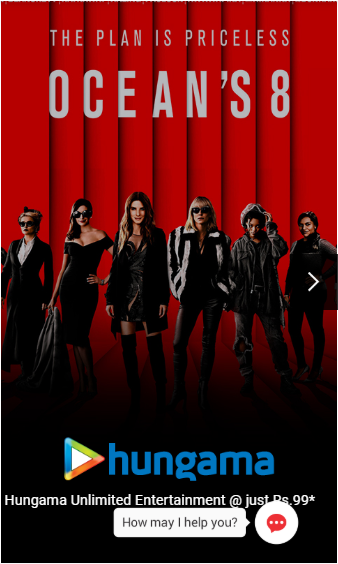 THE PLAN IS PRICELESS
OCEAN'S 8
hungama
Hungama Unlimited Entertainment @ just Rs.99*
How may I help you?